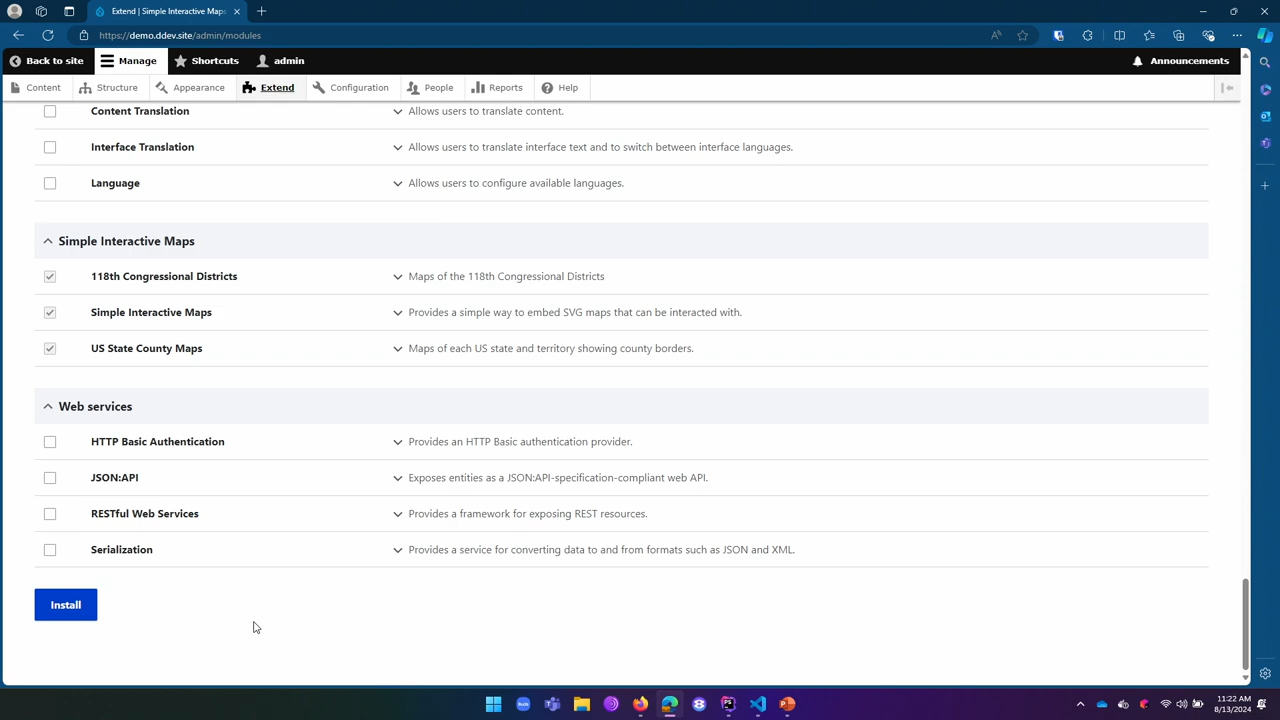 Extend | Simple Interactive Maps
https://demo.ddev.site/admin/modules
Back to site
Manage
Shortcuts
admin
Announcements
Content
Structure
Appearance
Extend
Configuration
People
Reports
Help
Content Translation
Allows users to translate content.
Interface Translation
Allows users to translate interface text and to switch between interface languages.
Language
Allows users to configure available languages.
Simple Interactive Maps
118th Congressional Districts
Maps of the 118th Congressional Districts
Simple Interactive Maps
Provides a simple way to embed SVG maps that can be interacted with.
US State County Maps
Maps of each US state and territory showing county borders.
Web services
HTTP Basic Authentication
Provides an HTTP Basic authentication provider.
JSON:API
Exposes entities as a JSON:API-specification-compliant web API.
RESTful Web Services
Provides a framework for exposing REST resources.
Serialization
Provides a service for converting data to and from formats such as JSON and XML.
Install
11:22 AM
8/13/2024